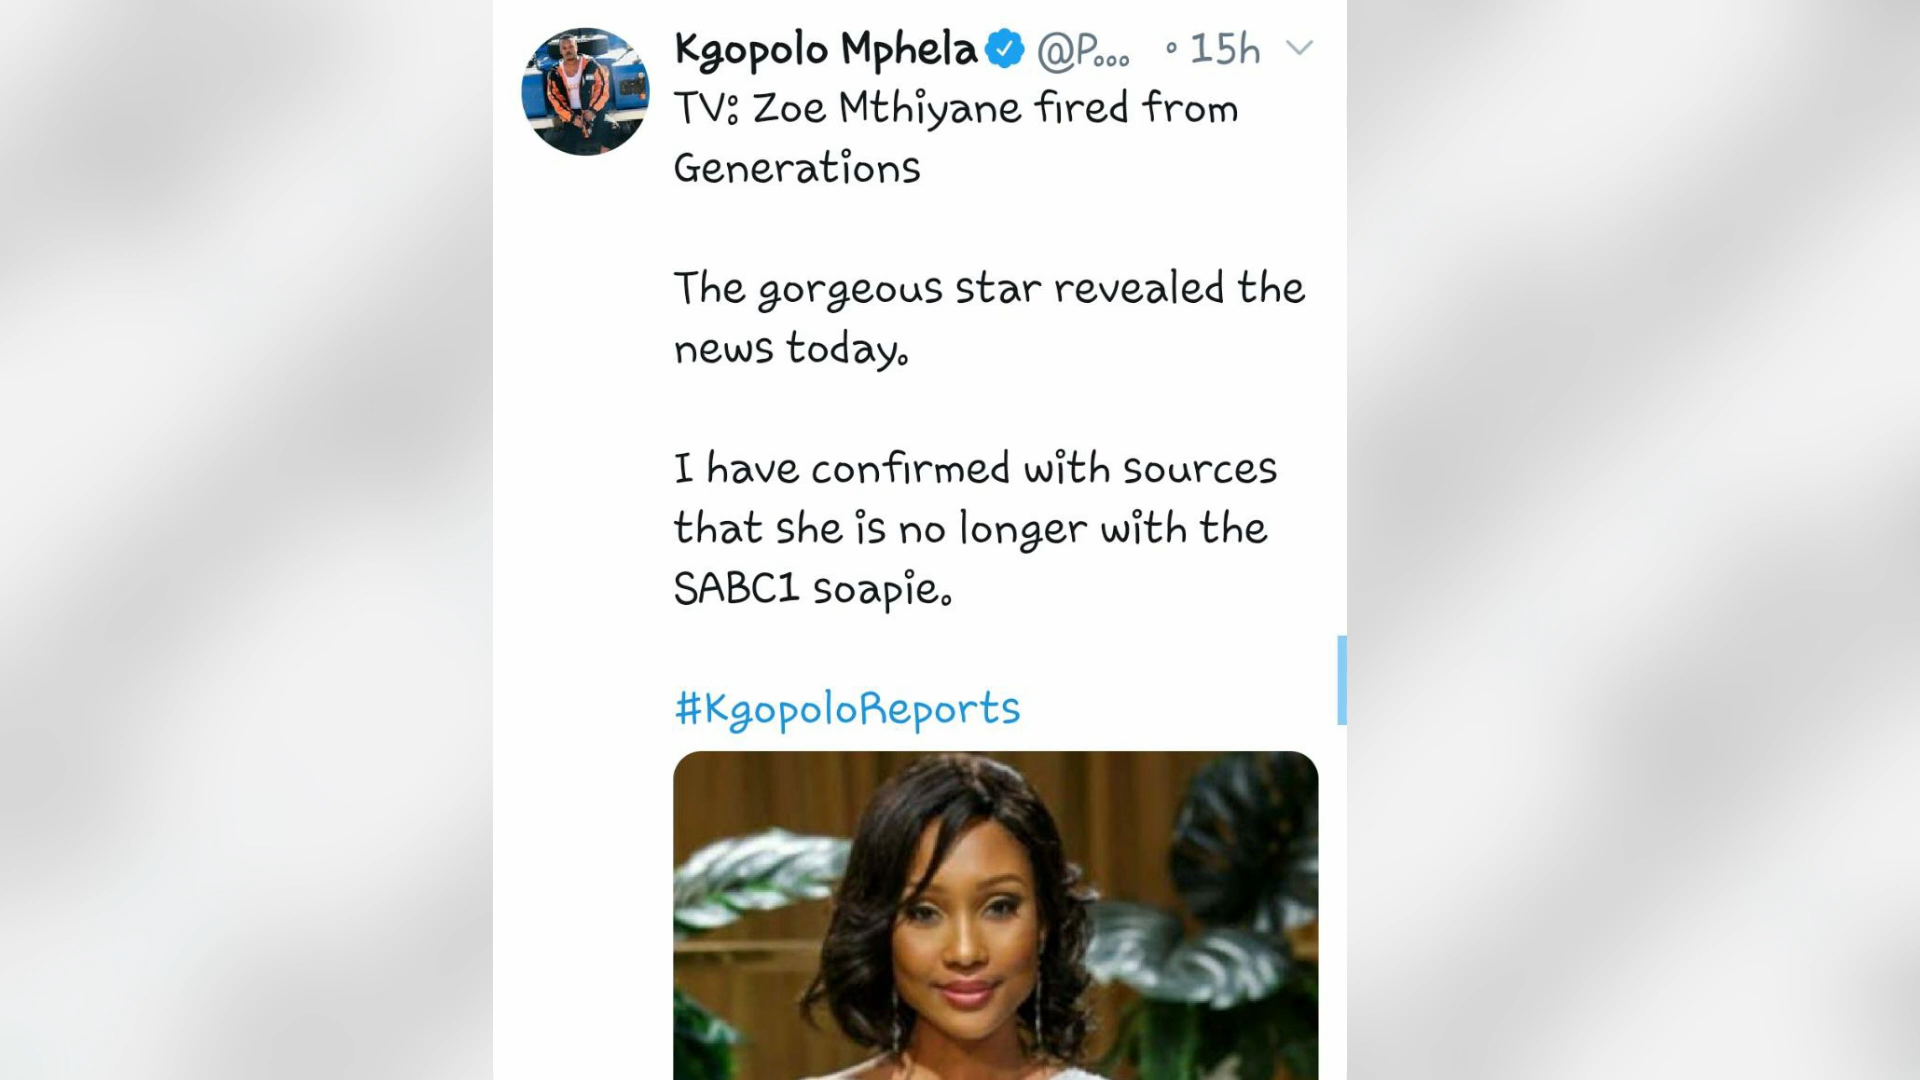 Kgopolo Mphela @P... • 15h
TV: Zoe Mthiyane fired from
Generations
The gorgeous star revealed the
news today.
I have confirmed with sources
that she is no longer with the
SABC1 soapie.
#KgopoloReports